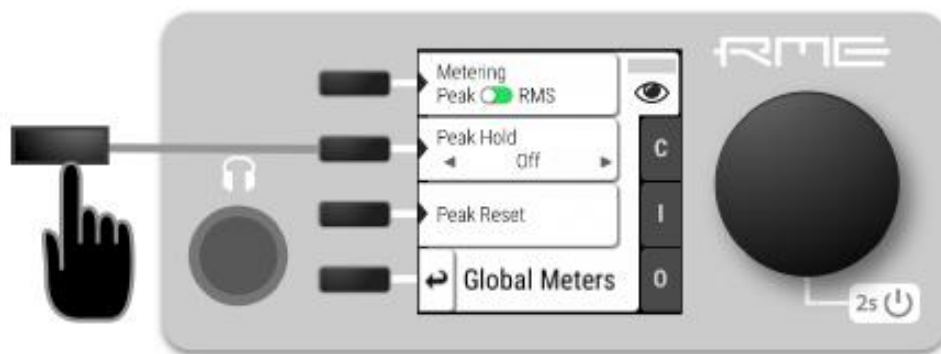 RME
Metering
Peak RMS
Peak Hold
◄ Off ►
C
Peak Reset
I
↩ Global Meters
O
2s